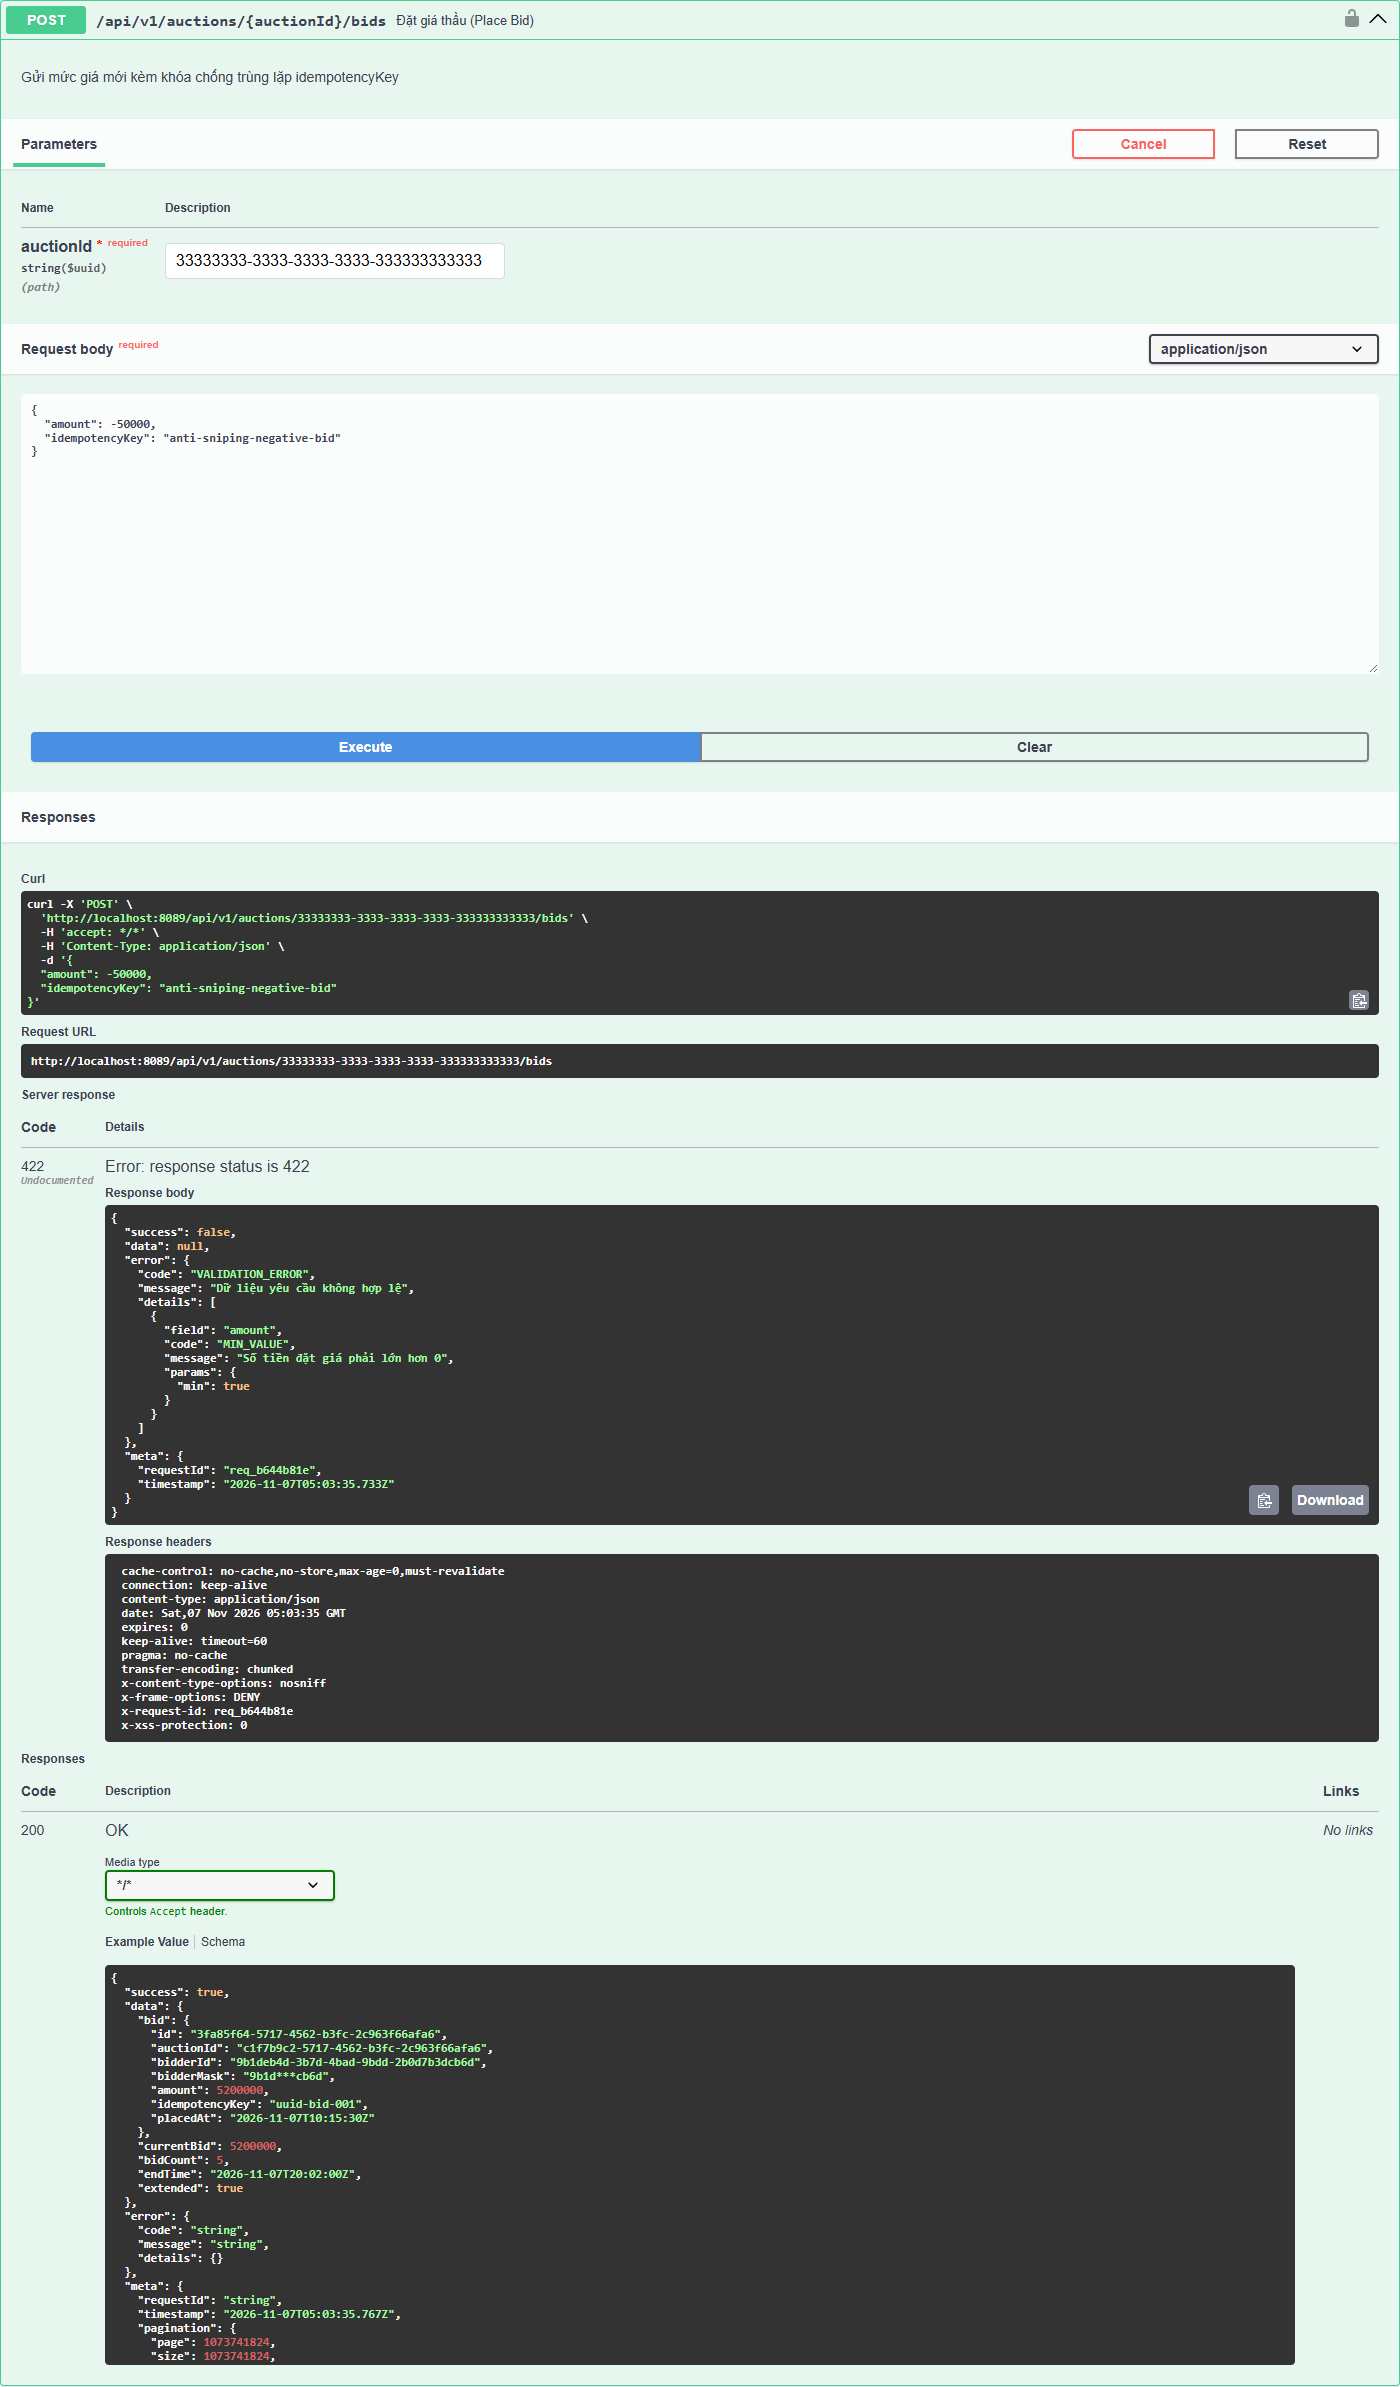 POST /api/v1/auctions/{auctionId}/bids Đặt giá thầu (Place Bid)
Gửi mức giá mới kèm khóa chống trùng lặp idempotencyKey
Parameters Cancel Reset
Name Description
auctionId * required
string($uuid)
(path)
33333333-3333-3333-3333-333333333333
Request body required application/json
{
  "amount": -50000,
  "idempotencyKey": "anti-sniping-negative-bid"
}
Execute Clear
Responses
Curl
curl -X 'POST' \
  'http://localhost:8089/api/v1/auctions/33333333-3333-3333-3333-333333333333/bids' \
  -H 'accept: */*' \
  -H 'Content-Type: application/json' \
  -d '{
  "amount": -50000,
  "idempotencyKey": "anti-sniping-negative-bid"
}'
Request URL
http://localhost:8089/api/v1/auctions/33333333-3333-3333-3333-333333333333/bids
Server response
Code Details
422 Error: response status is 422
Undocumented
Response body
{
  "success": false,
  "data": null,
  "error": {
    "code": "VALIDATION_ERROR",
    "message": "Dữ liệu yêu cầu không hợp lệ",
    "details": [
      {
        "field": "amount",
        "code": "MIN_VALUE",
        "message": "Số tiền đặt giá phải lớn hơn 0",
        "params": {
          "min": true
        }
      }
    ]
  },
  "meta": {
    "requestId": "req_b644b81e",
    "timestamp": "2026-11-07T05:03:35.733Z"
  }
}
Download
Response headers
cache-control: no-cache,no-store,max-age=0,must-revalidate
connection: keep-alive
content-type: application/json
date: Sat,07 Nov 2026 05:03:35 GMT
expires: 0
keep-alive: timeout=60
pragma: no-cache
transfer-encoding: chunked
x-content-type-options: nosniff
x-frame-options: DENY
x-request-id: req_b644b81e
x-xss-protection: 0
Responses
Code Description Links
200 OK No links
Media type
*/*
Controls Accept header.
Example Value Schema
{
  "success": true,
  "data": {
    "bid": {
      "id": "3fa85f64-5717-4562-b3fc-2c963f66afa6",
      "auctionId": "c1f7b9c2-5717-4562-b3fc-2c963f66afa6",
      "bidderId": "9b1deb4d-3b7d-4bad-9bdd-2b0d7b3dcb6d",
      "bidderMask": "9b1d***cb6d",
      "amount": 5200000,
      "idempotencyKey": "uuid-bid-001",
      "placedAt": "2026-11-07T10:15:30Z"
    },
    "currentBid": 5200000,
    "bidCount": 5,
    "endTime": "2026-11-07T20:02:00Z",
    "extended": true
  },
  "error": {
    "code": "string",
    "message": "string",
    "details": {}
  },
  "meta": {
    "requestId": "string",
    "timestamp": "2026-11-07T05:03:35.767Z",
    "pagination": {
      "page": 1073741824,
      "size": 1073741824,